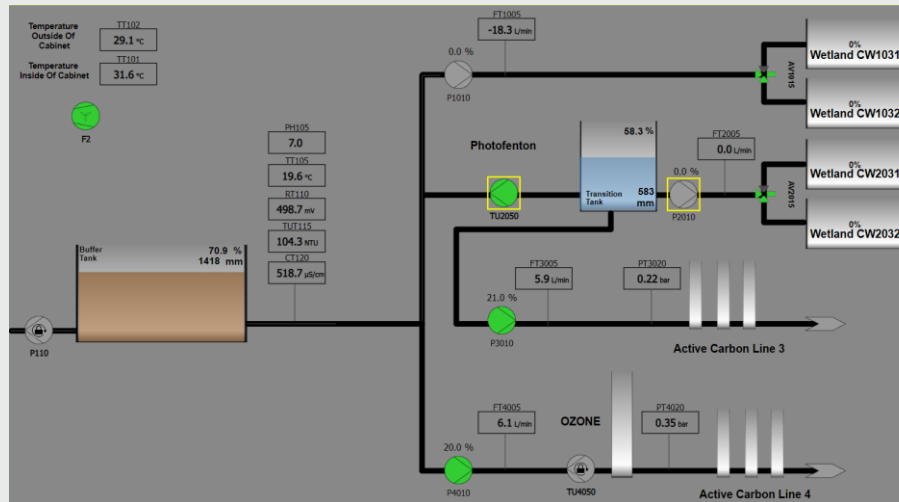 Temperature
Outside Of
Cabinet
TT102
29.1 °C
Temperature
Inside Of Cabinet
TT101
31.6 °C
F2
PH105
7.0
TT105
19.6 °C
RT110
498.7 mV
TUT115
104.3 NTU
CT120
518.7 µS/cm
Buffer
Tank
70.9 %
1418 mm
P110
0.0 %
P1010
FT1005
-18.3 L/min
AV1015
0%
Wetland CW1031
0%
Wetland CW1032
Photofenton
TU2050
58.3 %
Transition
Tank
583
mm
0.0 %
P2010
FT2005
0.0 L/min
AV2015
0%
Wetland CW2031
0%
Wetland CW2032
21.0 %
P3010
FT3005
5.9 L/min
PT3020
0.22 bar
Active Carbon Line 3
20.0 %
P4010
FT4005
6.1 L/min
OZONE
TU4050
PT4020
0.35 bar
Active Carbon Line 4